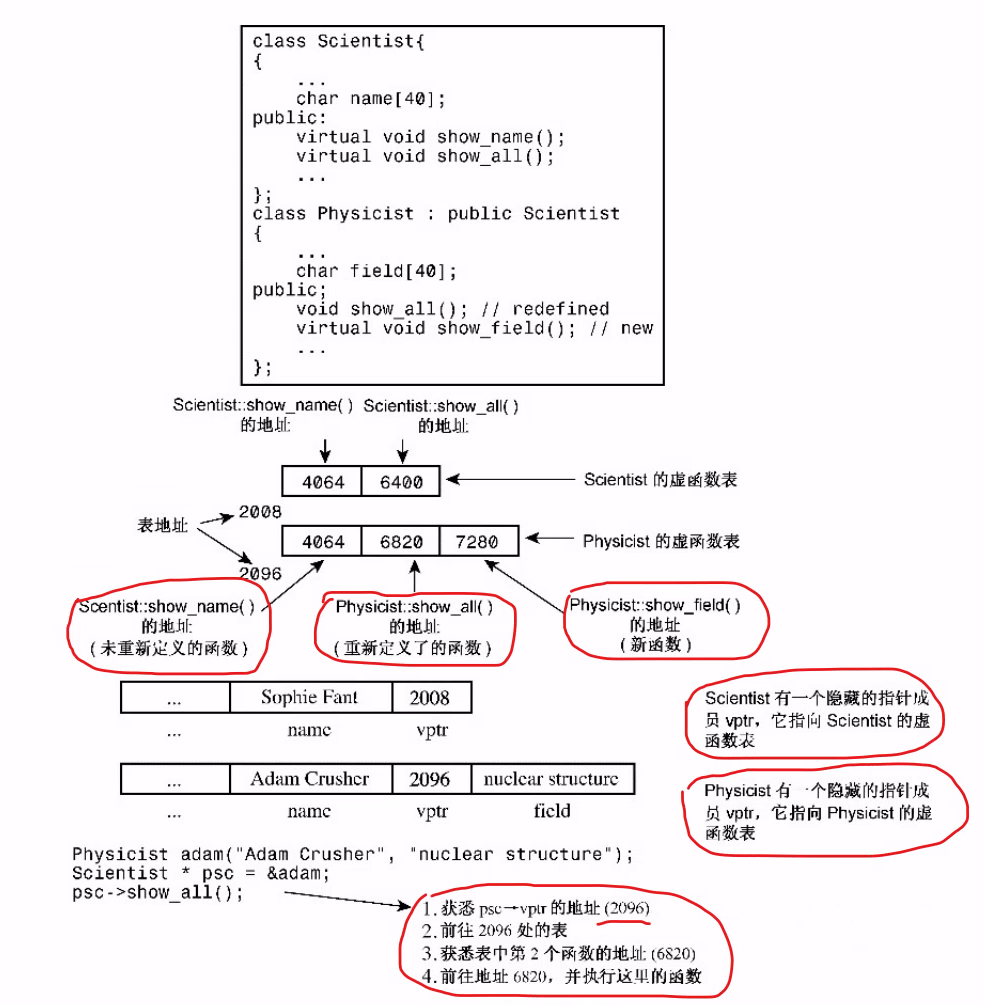 class Scientist{
{
...
char name[40];
public:
virtual void show_name();
virtual void show_all();
...
};
class Physicist : public Scientist
{
...
char field[40];
public;
void show_all(); // redefined
virtual void show_field(); // new
...
};
Scientist::show_name( ) Scientist::show_all( )
的地址 的地址
4064 6400 Scientist 的虚函数表
表地址 2008
4064 6820 7280 Physicist 的虚函数表
2096
Scentist::show_name( ) Physicist::show_all( ) Physicist::show_field( )
的地址 的地址 的地址
( 未重新定义的函数 ) ( 重新定义了的函数 ) ( 新函数 )
... Sophie Fant 2008
... name vptr
Scientist 有一个隐藏的指针成
员 vptr，它指向 Scientist 的虚
函数表
... Adam Crusher 2096 nuclear structure
... name vptr field
Physicist 有一个隐藏的指针成
员 vptr，它指向 Physicist 的虚
函数表
Physicist adam("Adam Crusher", "nuclear structure");
Scientist * psc = &adam;
psc->show_all();
1. 获悉 psc→vptr 的地址 (2096)
2. 前往 2096 处的表
3. 获悉表中第 2 个函数的地址 (6820)
4. 前往地址 6820，并执行这里的函数